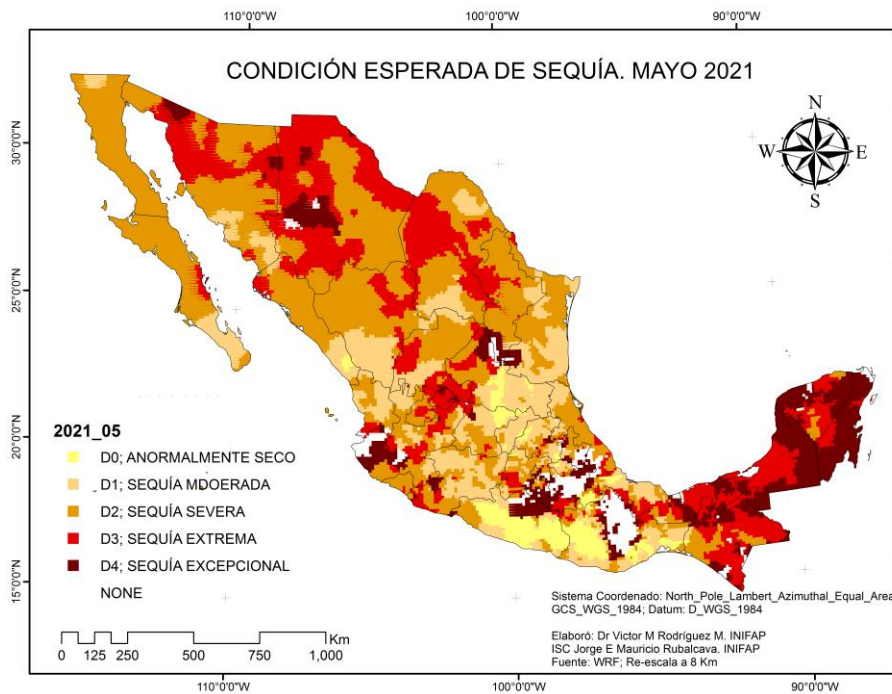 110°0'0"W 100°0'0"W 90°0'0"W
CONDICIÓN ESPERADA DE SEQUÍA. MAYO 2021
N
W E
S
30°0'0"N
25°0'0"N
20°0'0"N
15°0'0"N
2021_05
D0; ANORMALMENTE SECO
D1; SEQUÍA MDOERADA
D2; SEQUÍA SEVERA
D3; SEQUÍA EXTREMA
D4; SEQUÍA EXCEPCIONAL
NONE
Km
0 125 250 500 750 1,000
Sistema Coordenado: North_Pole_Lambert_Azimuthal_Equal_Area
GCS_WGS_1984; Datum: D_WGS_1984
Elaboró: Dr Victor M Rodríguez M. INIFAP
ISC Jorge E Mauricio Rubalcava. INIFAP
Fuente: WRF; Re-escala a 8 Km
110°0'0"W 100°0'0"W 90°0'0"W